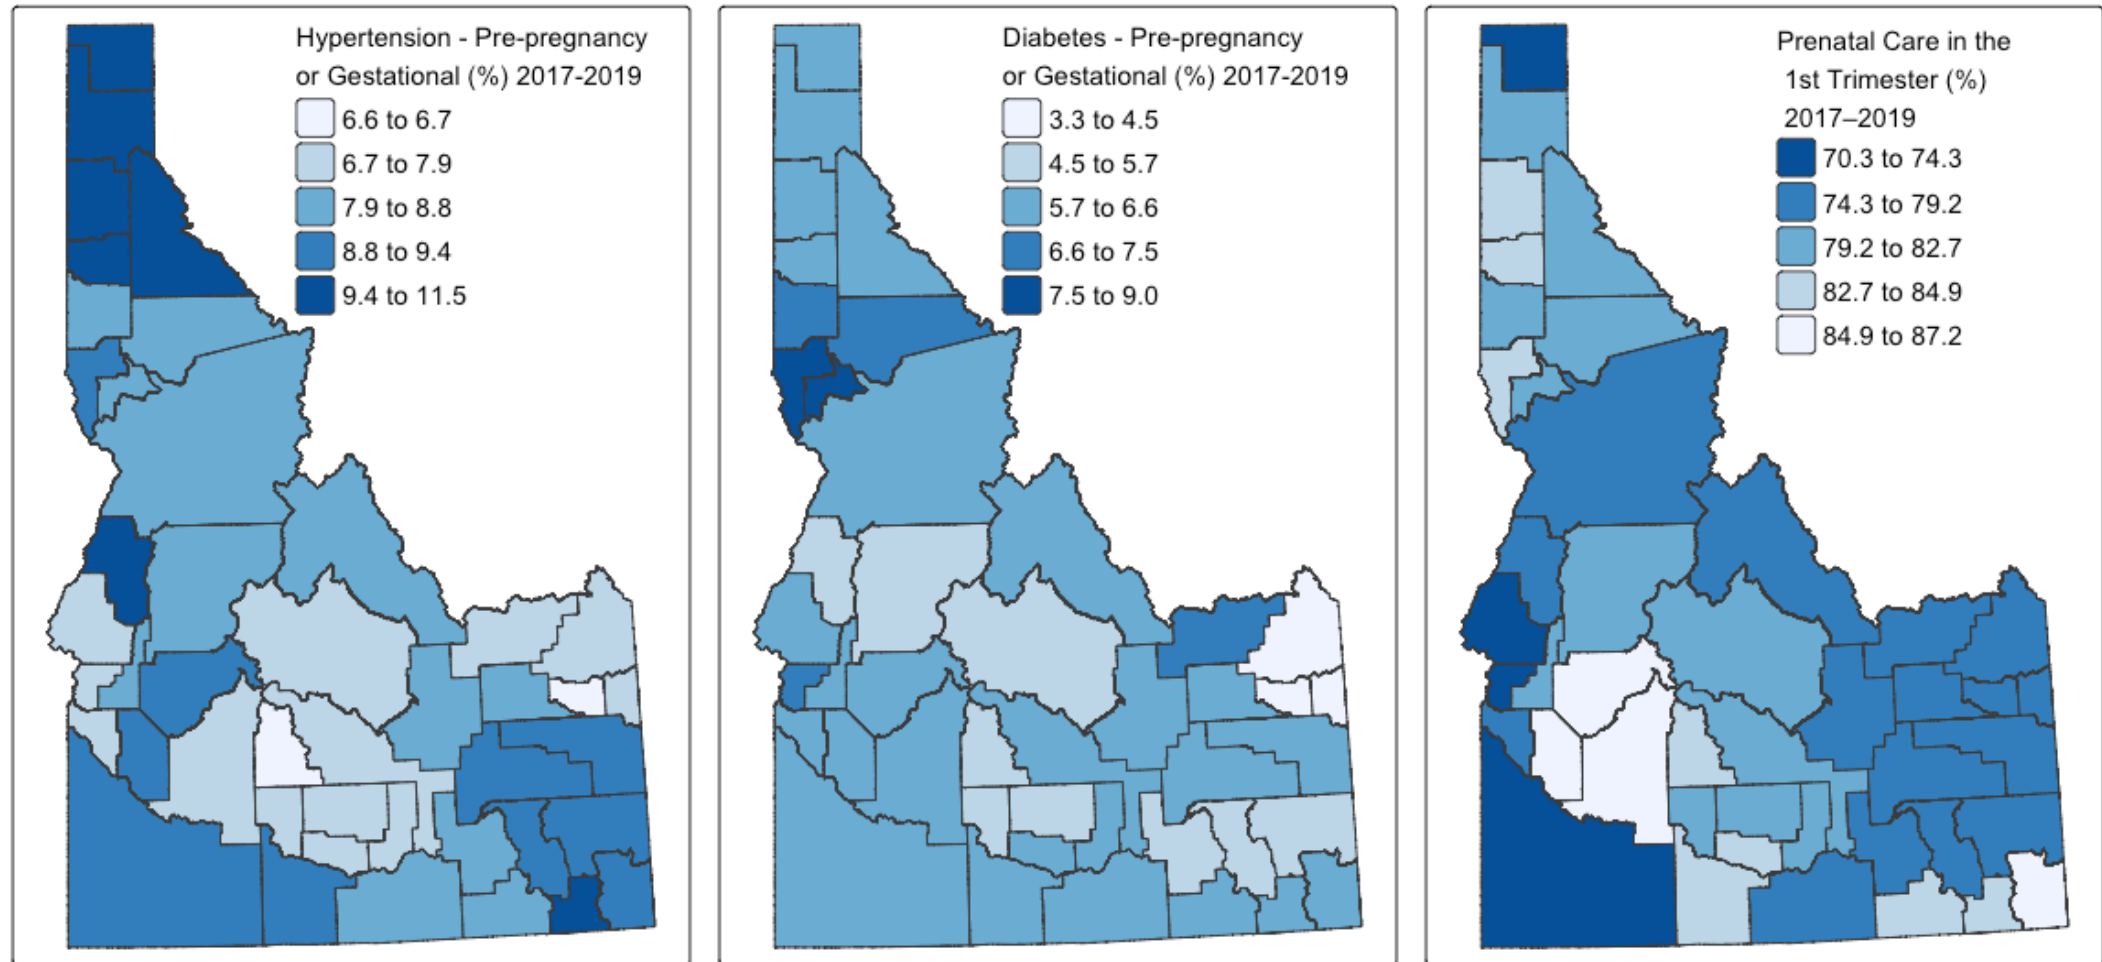 Hypertension - Pre-pregnancy
or Gestational (%) 2017-2019
6.6 to 6.7
6.7 to 7.9
7.9 to 8.8
8.8 to 9.4
9.4 to 11.5
Diabetes - Pre-pregnancy
or Gestational (%) 2017-2019
3.3 to 4.5
4.5 to 5.7
5.7 to 6.6
6.6 to 7.5
7.5 to 9.0
Prenatal Care in the
1st Trimester (%)
2017–2019
70.3 to 74.3
74.3 to 79.2
79.2 to 82.7
82.7 to 84.9
84.9 to 87.2